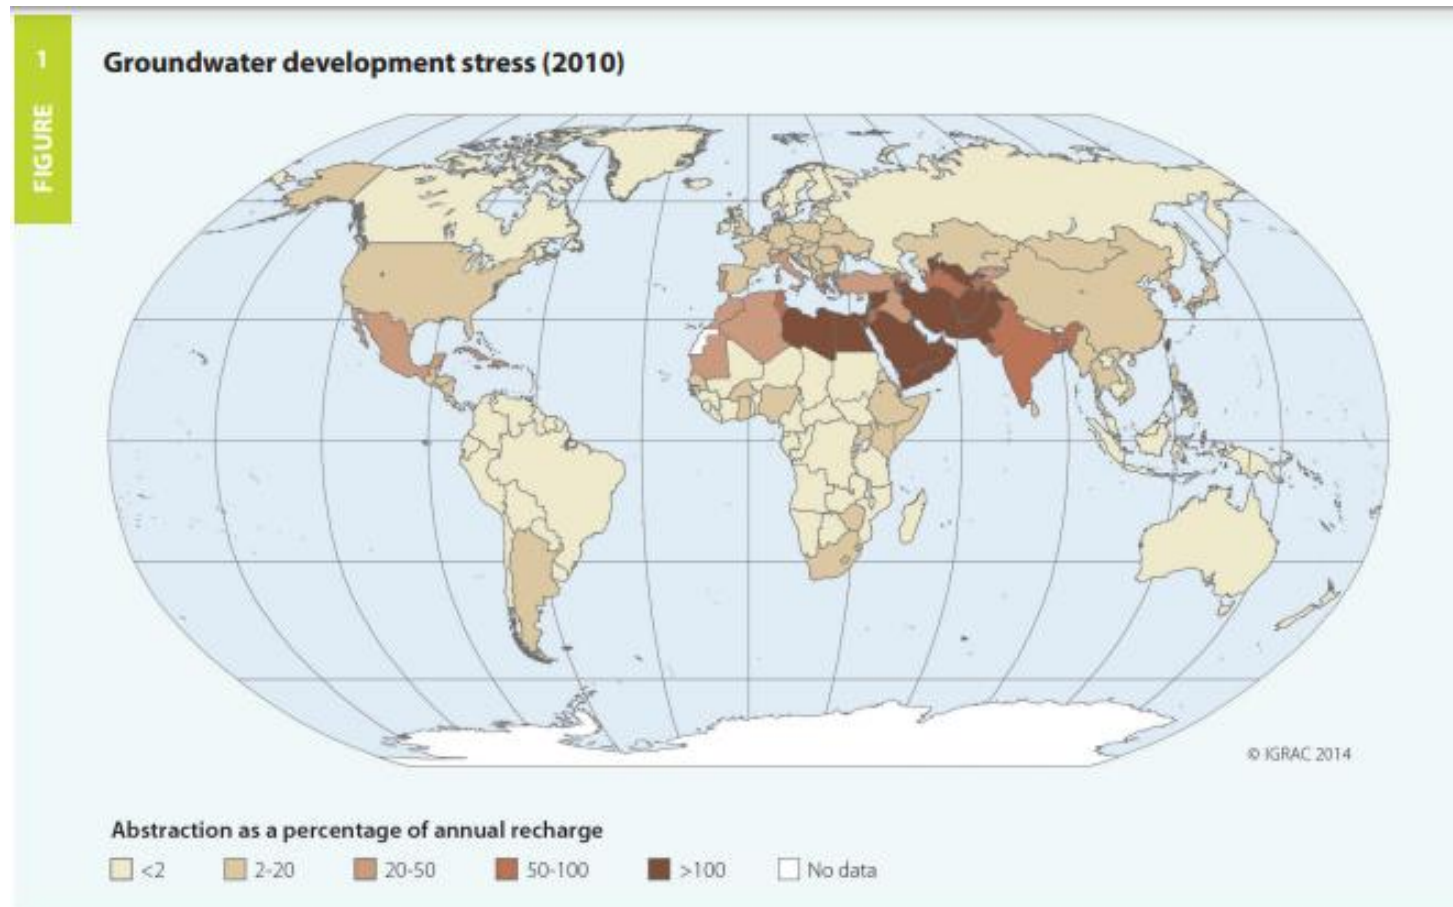 1
FIGURE
Groundwater development stress (2010)
© IGRAC 2014
Abstraction as a percentage of annual recharge
<2
2-20
20-50
50-100
>100
No data